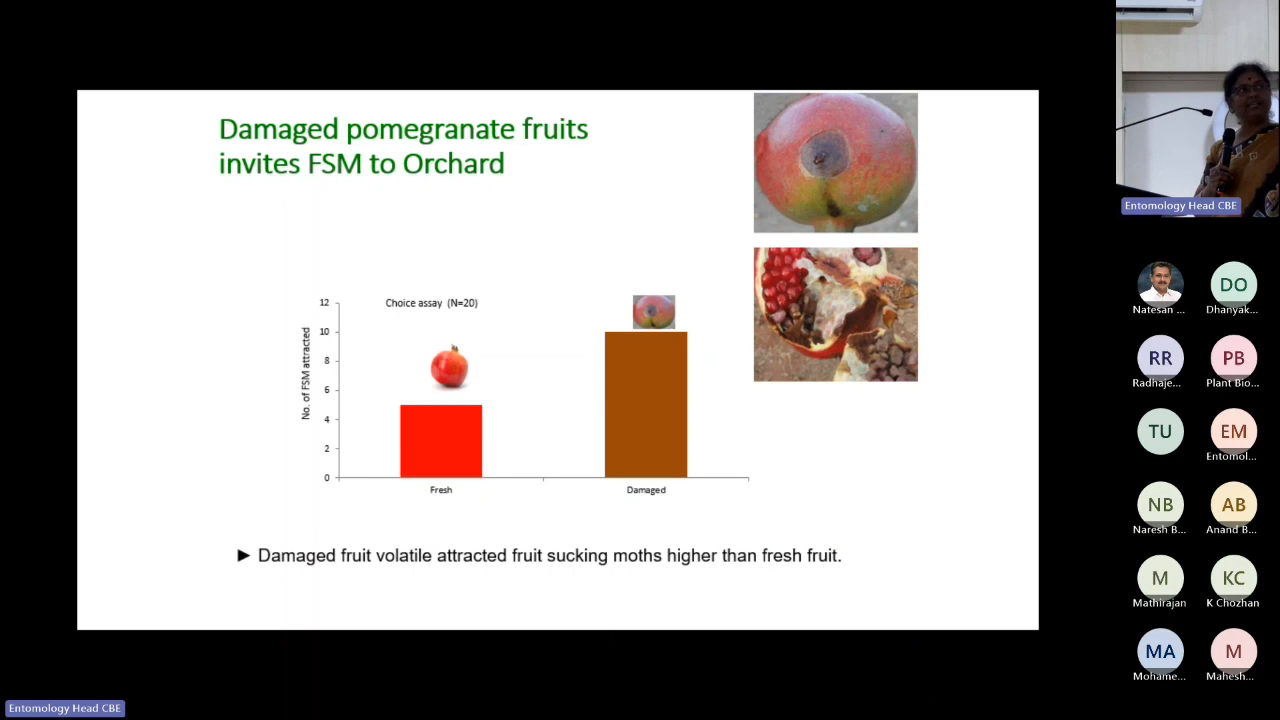 Damaged pomegranate fruits
invites FSM to Orchard
Choice assay (N=20)
No. of FSM attracted
12
10
8
6
4
2
0
Fresh
Damaged
► Damaged fruit volatile attracted fruit sucking moths higher than fresh fruit.
Entomology Head CBE
Natesan ...
DO
Dhanyak...
RR
Radhaje...
PB
Plant Bio...
TU
EM
Entomol...
NB
Naresh B...
AB
Anand B...
M
Mathirajan
KC
K Chozhan
MA
Mohame...
M
Mahesh...
Entomology Head CBE